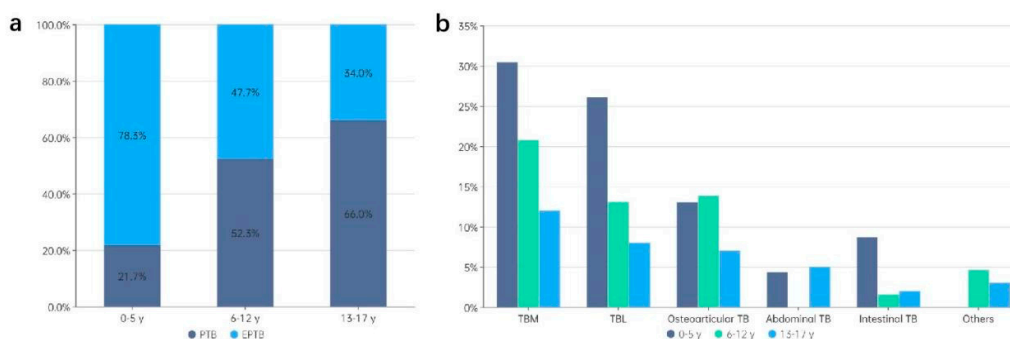 a
100.0%
80.0%
60.0%
40.0%
20.0%
0.0%
78.3%
21.7%
47.7%
52.3%
34.0%
66.0%
0-5 y
6-12 y
13-17 y
PTB
EPTB
b
35%
30%
25%
20%
15%
10%
5%
0%
TBM
TBL
Osteoarticular TB
Abdominal TB
Intestinal TB
Others
0-5 y
6-12 y
13-17 y